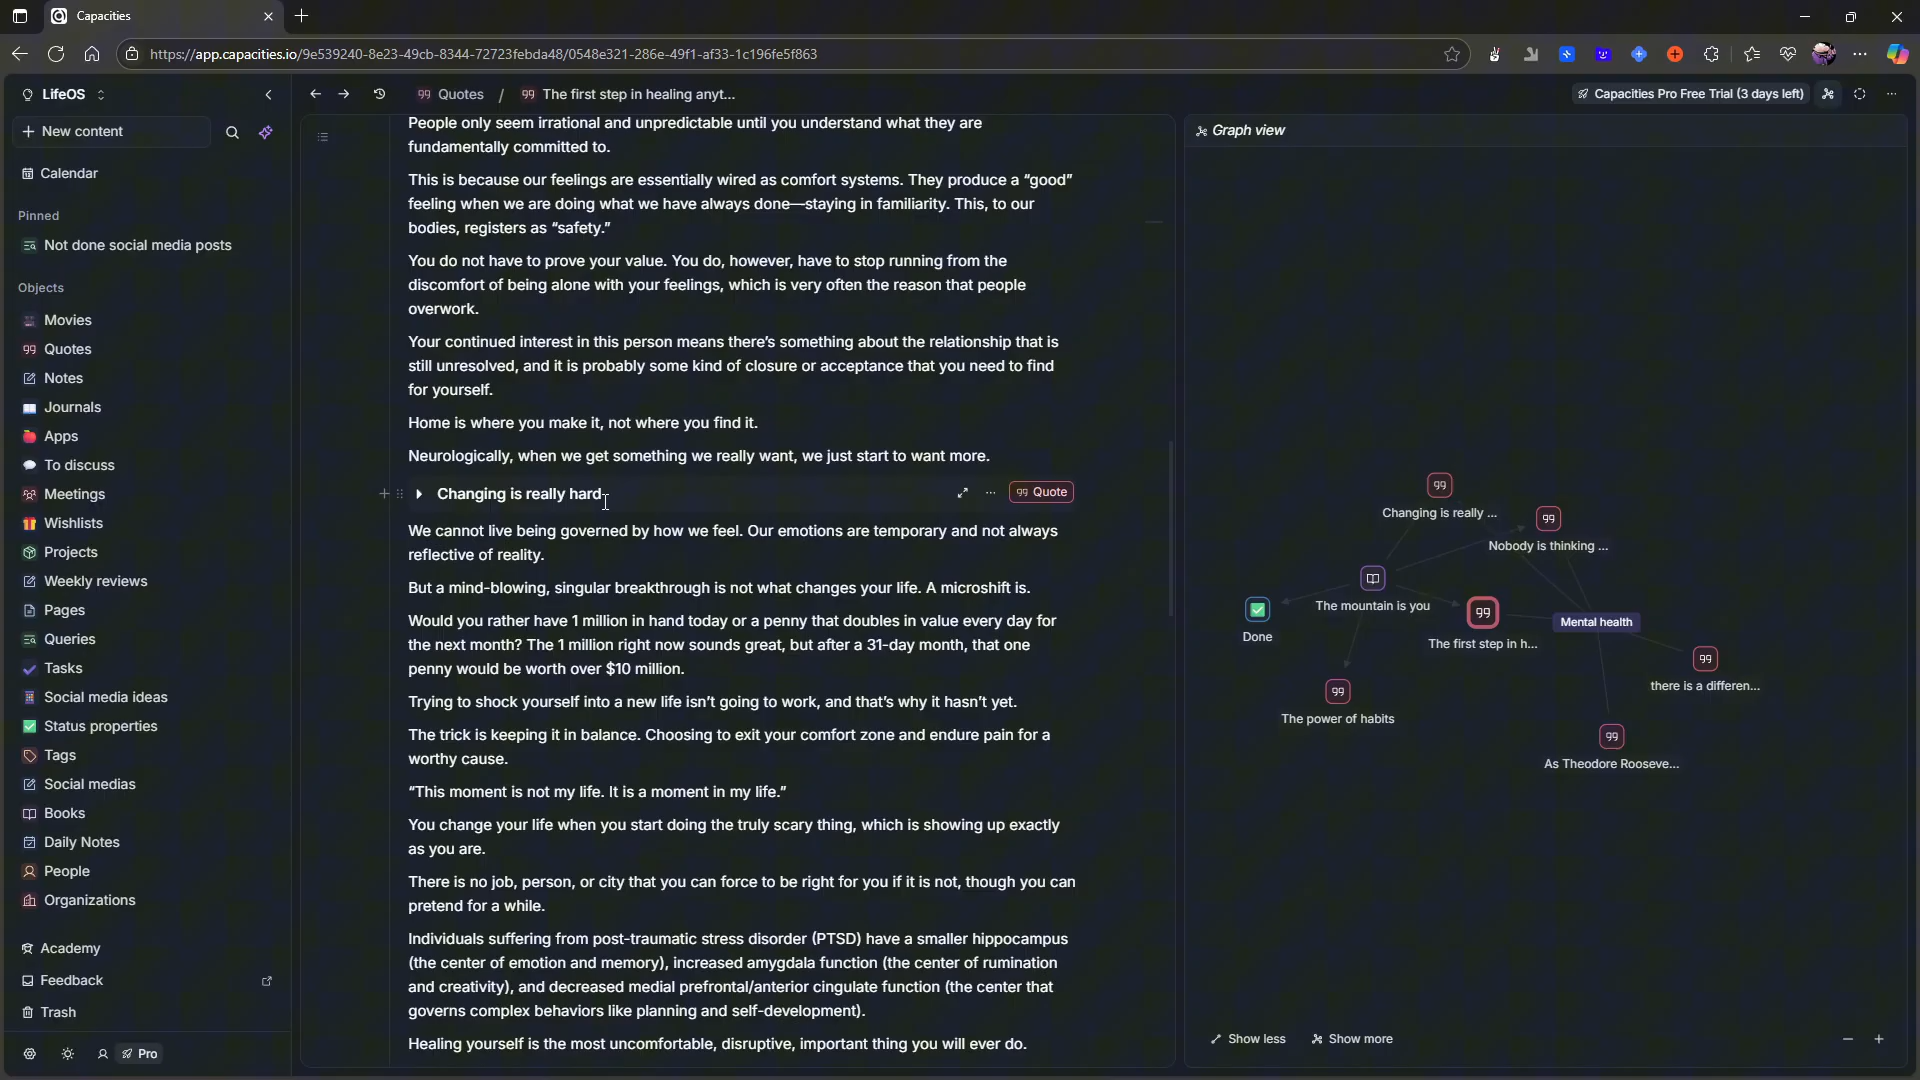 Capacities
https://app.capacities.io/9e539240-8e23-49cb-8344-72723febda48/0548e321-286e-49f1-af33-1c196fe5f863
LifeOS
New content
Calendar
Pinned
Not done social media posts
Objects
Movies
Quotes
Notes
Journals
Apps
To discuss
Meetings
Wishlists
Projects
Weekly reviews
Pages
Queries
Tasks
Social media ideas
Status properties
Tags
Social medias
Books
Daily Notes
People
Organizations
Academy
Feedback
Trash
Pro
Quotes / The first step in healing anyt...
Capacities Pro Free Trial (3 days left)
People only seem irrational and unpredictable until you understand what they are
fundamentally committed to.
This is because our feelings are essentially wired as comfort systems. They produce a “good”
feeling when we are doing what we have always done—staying in familiarity. This, to our
bodies, registers as “safety.”
You do not have to prove your value. You do, however, have to stop running from the
discomfort of being alone with your feelings, which is very often the reason that people
overwork.
Your continued interest in this person means there’s something about the relationship that is
still unresolved, and it is probably some kind of closure or acceptance that you need to find
for yourself.
Home is where you make it, not where you find it.
Neurologically, when we get something we really want, we just start to want more.
Changing is really hard
Quote
We cannot live being governed by how we feel. Our emotions are temporary and not always
reflective of reality.
But a mind-blowing, singular breakthrough is not what changes your life. A microshift is.
Would you rather have 1 million in hand today or a penny that doubles in value every day for
the next month? The 1 million right now sounds great, but after a 31-day month, that one
penny would be worth over $10 million.
Trying to shock yourself into a new life isn’t going to work, and that’s why it hasn’t yet.
The trick is keeping it in balance. Choosing to exit your comfort zone and endure pain for a
worthy cause.
“This moment is not my life. It is a moment in my life.”
You change your life when you start doing the truly scary thing, which is showing up exactly
as you are.
There is no job, person, or city that you can force to be right for you if it is not, though you can
pretend for a while.
Individuals suffering from post-traumatic stress disorder (PTSD) have a smaller hippocampus
(the center of emotion and memory), increased amygdala function (the center of rumination
and creativity), and decreased medial prefrontal/anterior cingulate function (the center that
governs complex behaviors like planning and self-development).
Healing yourself is the most uncomfortable, disruptive, important thing you will ever do.
Graph view
Changing is really ...
Nobody is thinking ...
The mountain is you
Done
The first step in h...
Mental health
there is a differen...
The power of habits
As Theodore Rooseve...
Show less
Show more